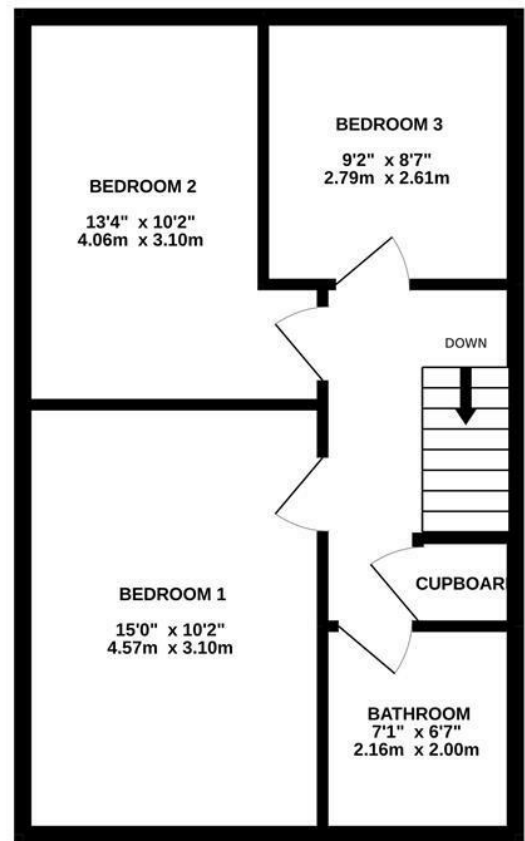 BEDROOM 3
9'2" x 8'7"
2.79m x 2.61m
BEDROOM 2
13'4" x 10'2"
4.06m x 3.10m
DOWN
CUPBOAR
BEDROOM 1
15'0" x 10'2"
4.57m x 3.10m
BATHROOM
7'1" x 6'7"
2.16m x 2.00m